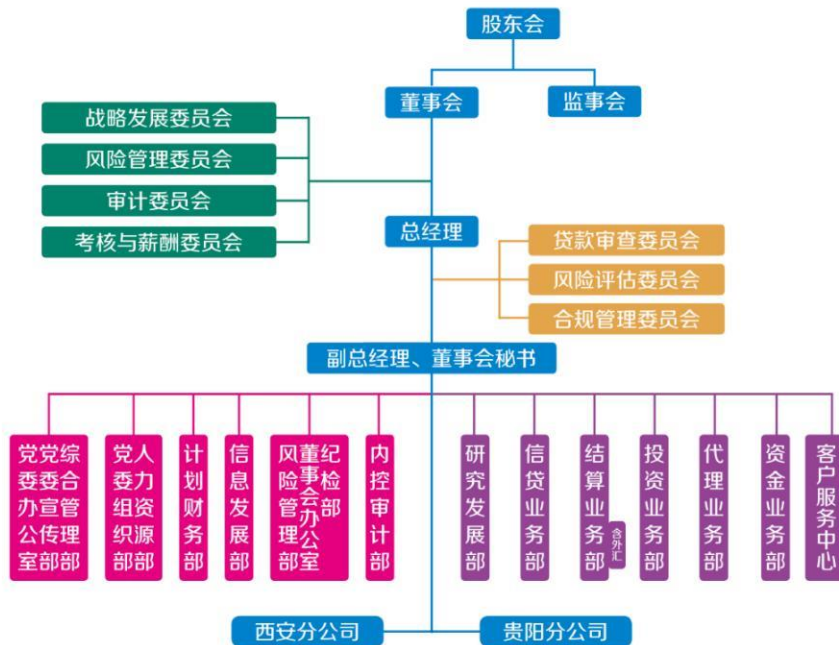 股东会
董事会
监事会
战略发展委员会
风险管理委员会
审计委员会
考核与薪酬委员会
总经理
贷款审查委员会
风险评估委员会
合规管理委员会
副总经理、董事会秘书
党委办公室
党委宣传部
综合管理部
党委组织部
人力资源部
计划财务部
信息发展部
风险管理部
董事会办公室
纪检部
内控审计部
研究发展部
信贷业务部
结算业务部
含外汇
投资业务部
代理业务部
资金业务部
客户服务中心
西安分公司
贵阳分公司